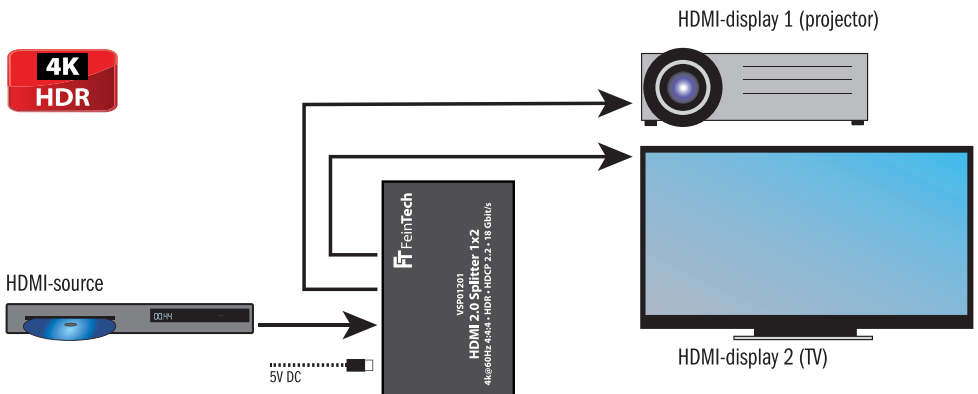 HDMI-display 1 (projector)
4K
HDR
FT FeinTech
VSP01201
HDMI 2.0 Splitter 1x2
4k@60Hz 4:4:4 • HDR • HDCP 2.2 • 18 Gbit/s
HDMI-source
00:44
5V DC
HDMI-display 2 (TV)